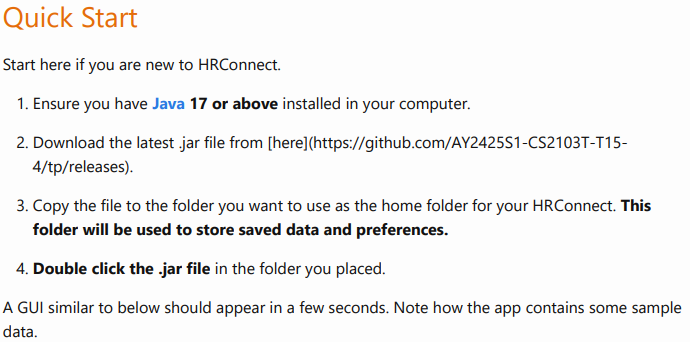 Quick Start
Start here if you are new to HRConnect.
1. Ensure you have Java 17 or above installed in your computer.
2. Download the latest .jar file from [here](https://github.com/AY2425S1-CS2103T-T15-
4/tp/releases).
3. Copy the file to the folder you want to use as the home folder for your HRConnect. This
folder will be used to store saved data and preferences.
4. Double click the .jar file in the folder you placed.
A GUI similar to below should appear in a few seconds. Note how the app contains some sample
data.